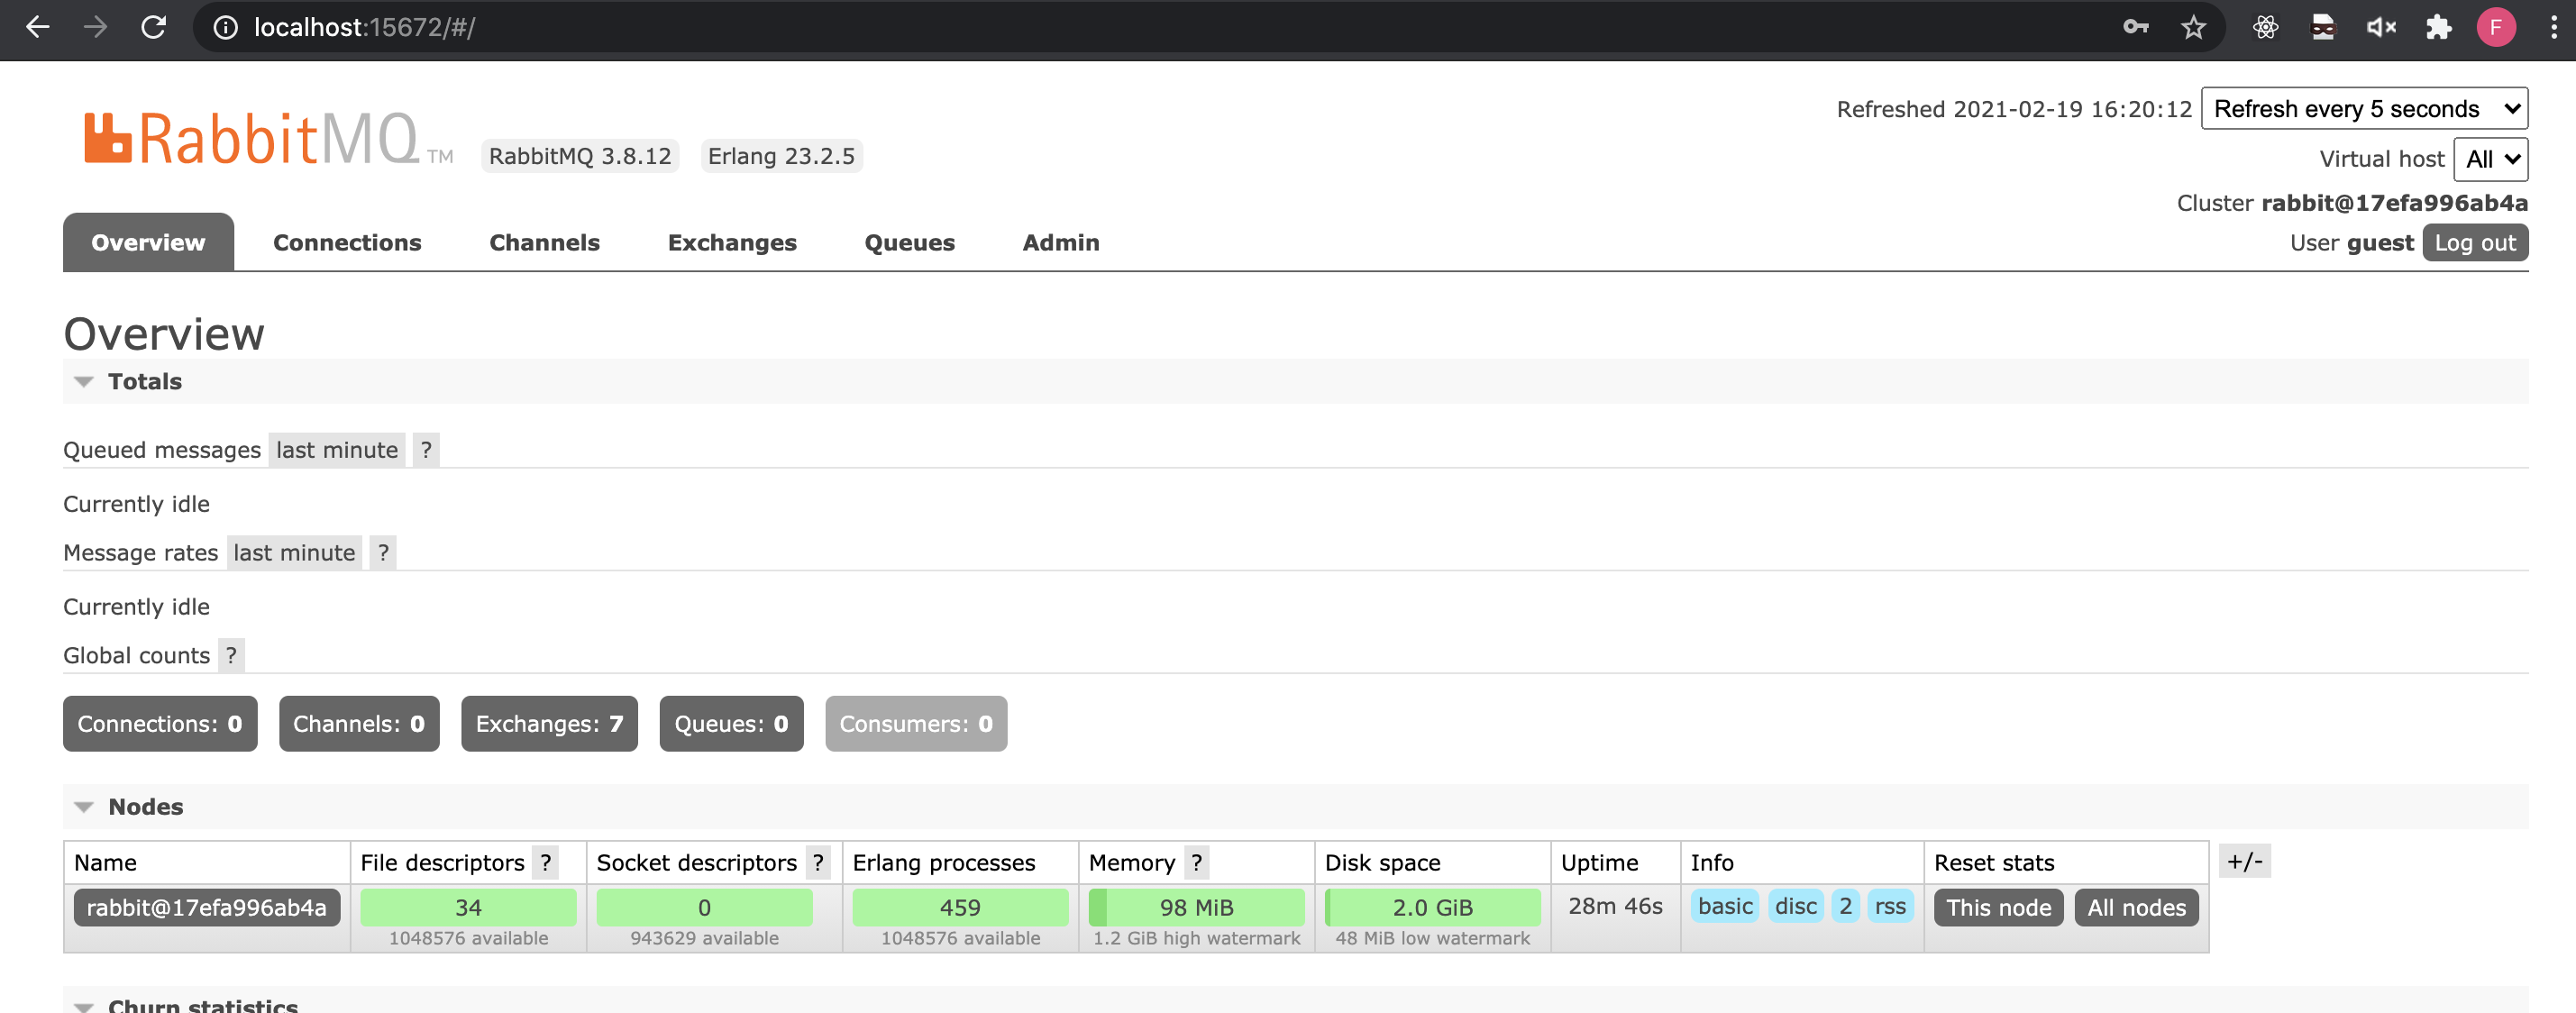 localhost:15672/#/
F
RabbitMQ TM
RabbitMQ 3.8.12 Erlang 23.2.5
Refreshed 2021-02-19 16:20:12 Refresh every 5 seconds
Virtual host All
Cluster rabbit@17efa996ab4a
User guest Log out
Overview Connections Channels Exchanges Queues Admin
Overview
Totals
Queued messages last minute ?
Currently idle
Message rates last minute ?
Currently idle
Global counts ?
Connections: 0 Channels: 0 Exchanges: 7 Queues: 0 Consumers: 0
Nodes
Name File descriptors ? Socket descriptors ? Erlang processes Memory ? Disk space Uptime Info Reset stats +/-
rabbit@17efa996ab4a 34 0 459 98 MiB 2.0 GiB 28m 46s basic disc 2 rss This node All nodes
1048576 available 943629 available 1048576 available 1.2 GiB high watermark 48 MiB low watermark
Churn statistics